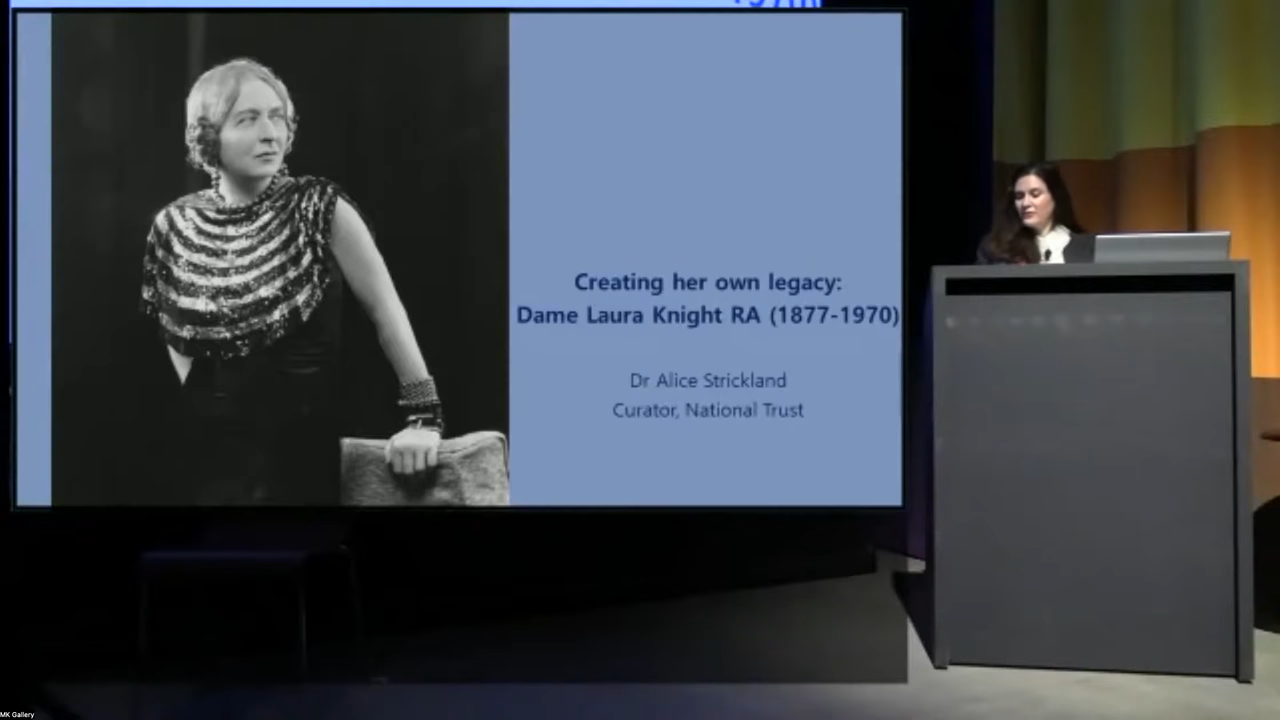 Creating her own legacy:
Dame Laura Knight RA (1877-1970)
Dr Alice Strickland
Curator, National Trust
MK Gallery